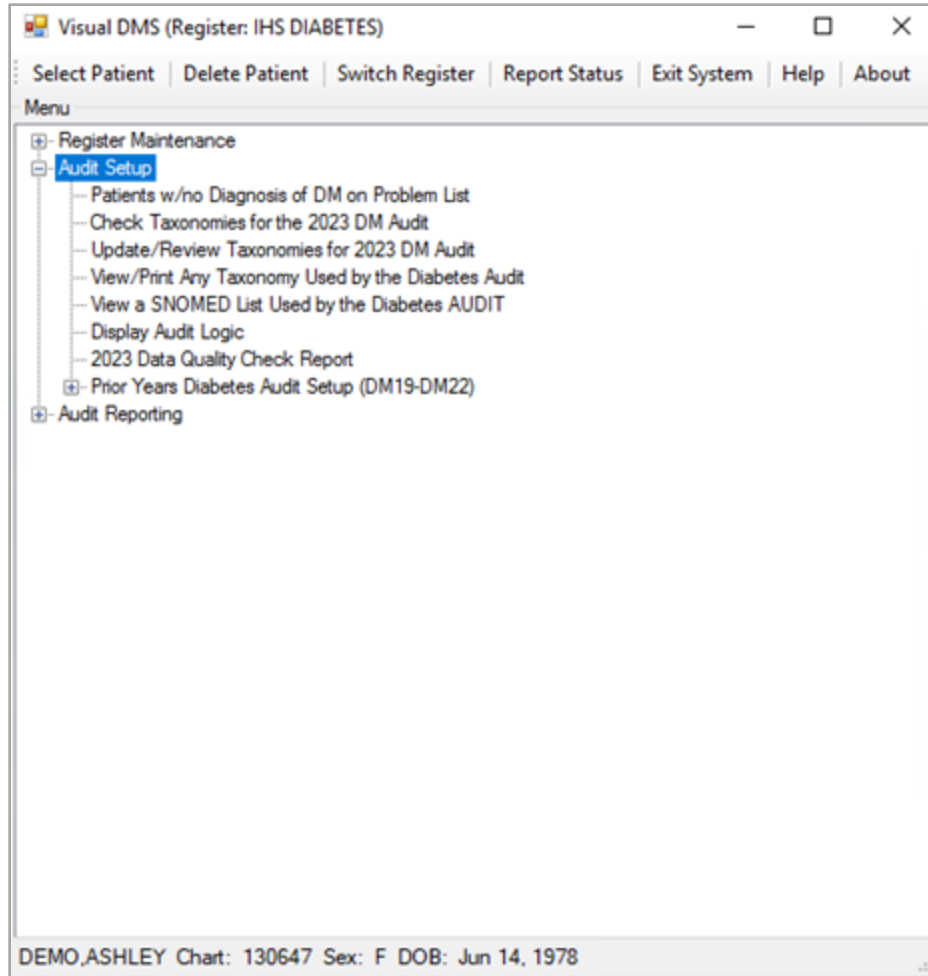 Visual DMS (Register: IHS DIABETES)
Select Patient Delete Patient Switch Register Report Status Exit System Help About
Menu
Register Maintenance
Audit Setup
Patients w/no Diagnosis of DM on Problem List
Check Taxonomies for the 2023 DM Audit
Update/Review Taxonomies for 2023 DM Audit
View/Print Any Taxonomy Used by the Diabetes Audit
View a SNOMED List Used by the Diabetes AUDIT
Display Audit Logic
2023 Data Quality Check Report
Prior Years Diabetes Audit Setup (DM19-DM22)
Audit Reporting
DEMO,ASHLEY Chart: 130647 Sex: F DOB: Jun 14, 1978